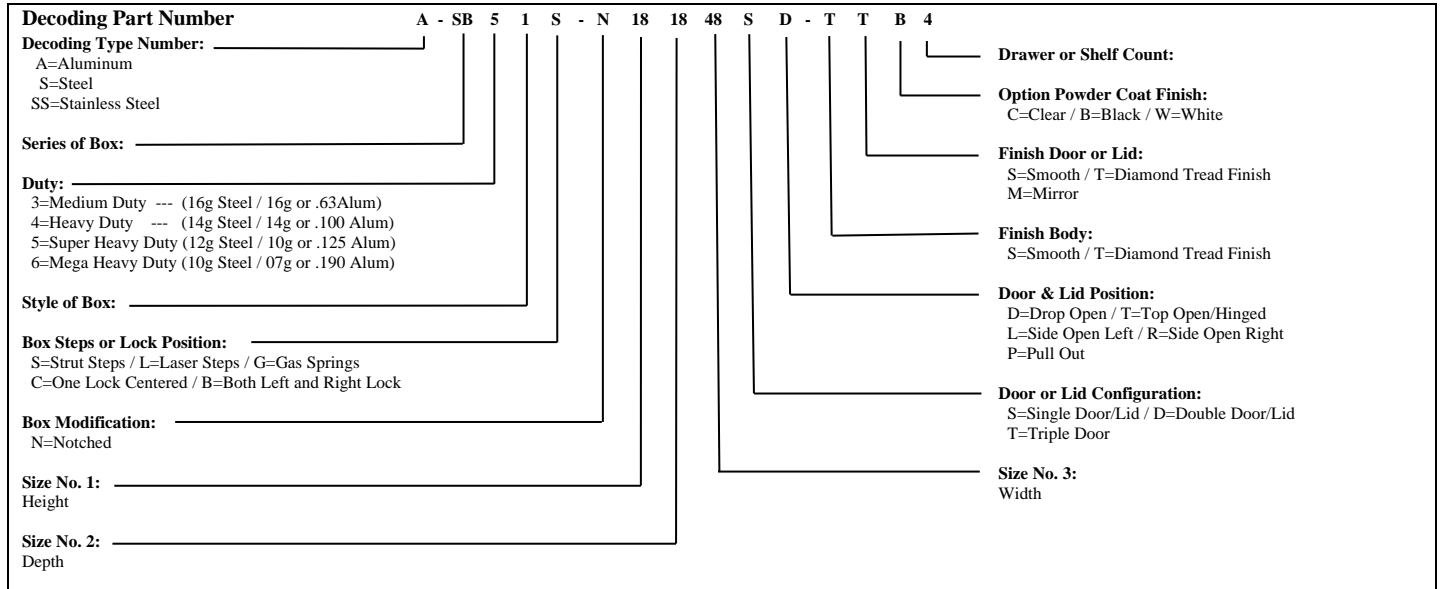 Decoding Part Number A - SB 5 1 S - N 18 18 48 S D - T T B 4
Decoding Type Number:
A=Aluminum
S=Steel
SS=Stainless Steel
Series of Box:
Duty:
3=Medium Duty --- (16g Steel / 16g or .63Alum)
4=Heavy Duty --- (14g Steel / 14g or .100 Alum)
5=Super Heavy Duty (12g Steel / 10g or .125 Alum)
6=Mega Heavy Duty (10g Steel / 07g or .190 Alum)
Style of Box:
Box Steps or Lock Position:
S=Strut Steps / L=Laser Steps / G=Gas Springs
C=One Lock Centered / B=Both Left and Right Lock
Box Modification:
N=Notched
Size No. 1:
Height
Size No. 2:
Depth
Drawer or Shelf Count:
Option Powder Coat Finish:
C=Clear / B=Black / W=White
Finish Door or Lid:
S=Smooth / T=Diamond Tread Finish
M=Mirror
Finish Body:
S=Smooth / T=Diamond Tread Finish
Door & Lid Position:
D=Drop Open / T=Top Open/Hinged
L=Side Open Left / R=Side Open Right
P=Pull Out
Door or Lid Configuration:
S=Single Door/Lid / D=Double Door/Lid
T=Triple Door
Size No. 3:
Width